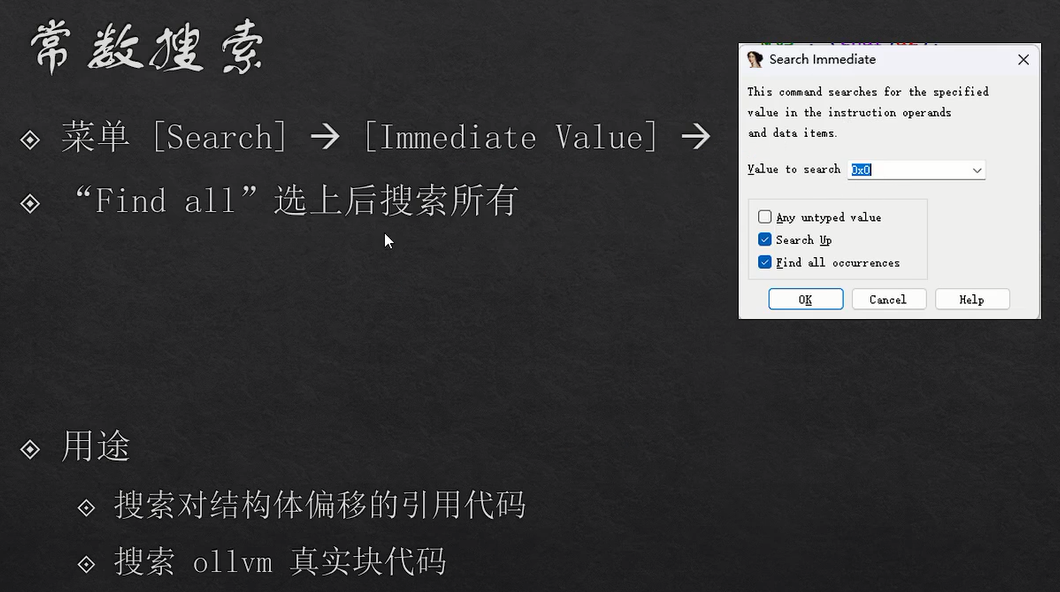 常数搜索
菜单 [Search] → [Immediate Value] →
“Find all”选上后搜索所有
Search Immediate
This command searches for the specified
value in the instruction operands
and data items.
Value to search 0x0
Any untyped value
Search Up
Find all occurrences
OK Cancel Help
用途
搜索对结构体偏移的引用代码
搜索 ollvm 真实块代码